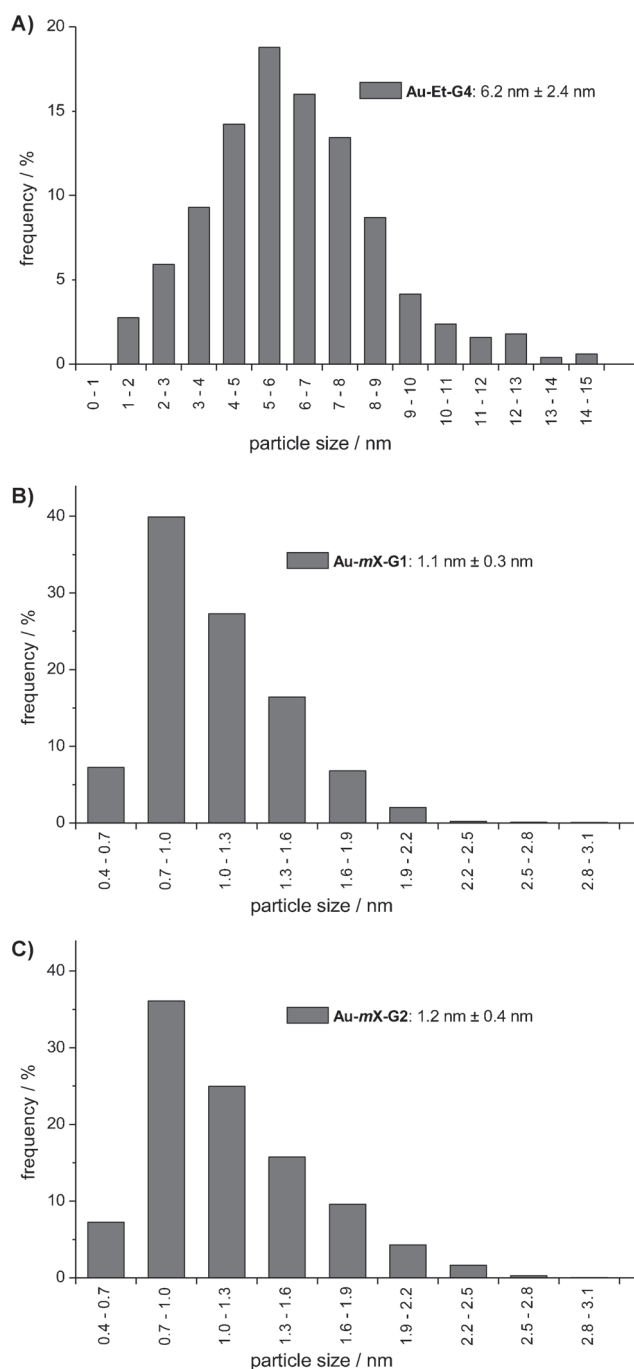 A)
20
15
10
5
0
frequency / %
Au-Et-G4: 6.2 nm ± 2.4 nm
0 - 1
1 - 2
2 - 3
3 - 4
4 - 5
5 - 6
6 - 7
7 - 8
8 - 9
9 - 10
10 - 11
11 - 12
12 - 13
13 - 14
14 - 15
particle size / nm
B)
40
30
20
10
0
frequency / %
Au-mX-G1: 1.1 nm ± 0.3 nm
0.4 - 0.7
0.7 - 1.0
1.0 - 1.3
1.3 - 1.6
1.6 - 1.9
1.9 - 2.2
2.2 - 2.5
2.5 - 2.8
2.8 - 3.1
particle size / nm
C)
40
30
20
10
0
frequency / %
Au-mX-G2: 1.2 nm ± 0.4 nm
0.4 - 0.7
0.7 - 1.0
1.0 - 1.3
1.3 - 1.6
1.6 - 1.9
1.9 - 2.2
2.2 - 2.5
2.5 - 2.8
2.8 - 3.1
particle size / nm